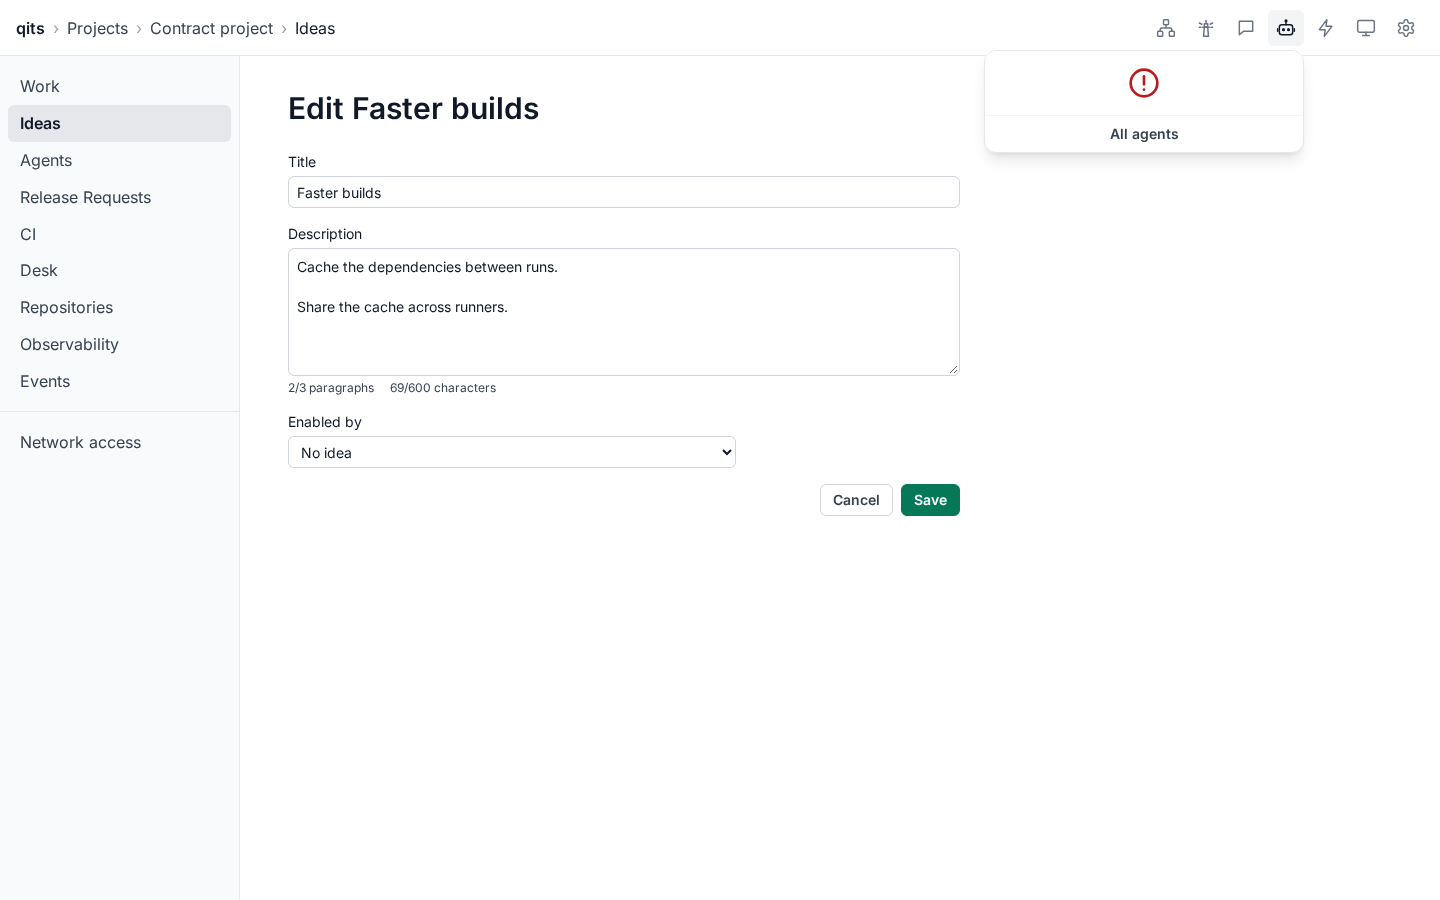 qits › Projects › Contract project › Ideas
Work
Ideas
Agents
Release Requests
CI
Desk
Repositories
Observability
Events
Network access
All agents
Edit Faster builds
Title
Faster builds
Description
Cache the dependencies between runs.
Share the cache across runners.
2/3 paragraphs 69/600 characters
Enabled by
No idea
Cancel Save